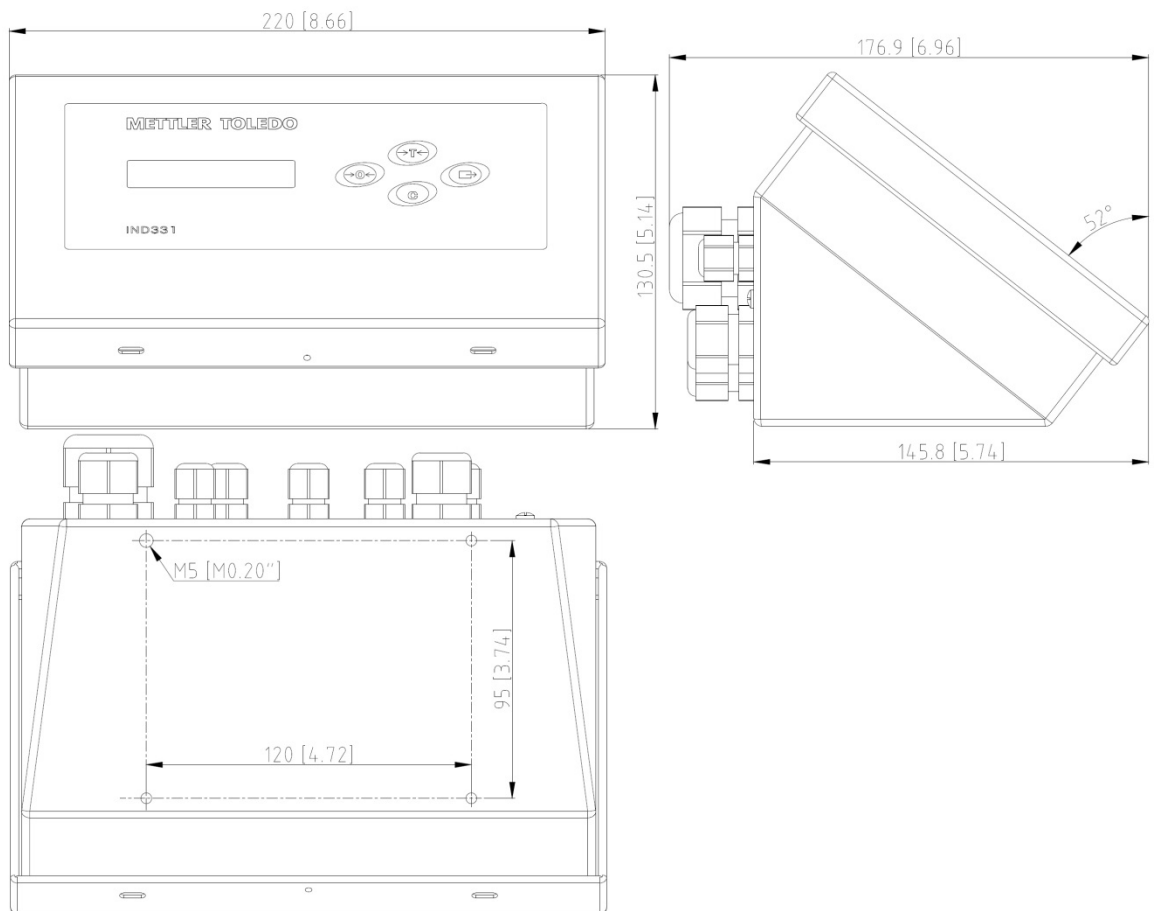 220 [8.66]
176.9 [6.96]
METTLER TOLEDO
→T←
→0←
C
IND331
130.5 [5.14]
52°
145.8 [5.74]
M5 [M0.20"]
95 [3.74]
120 [4.72]